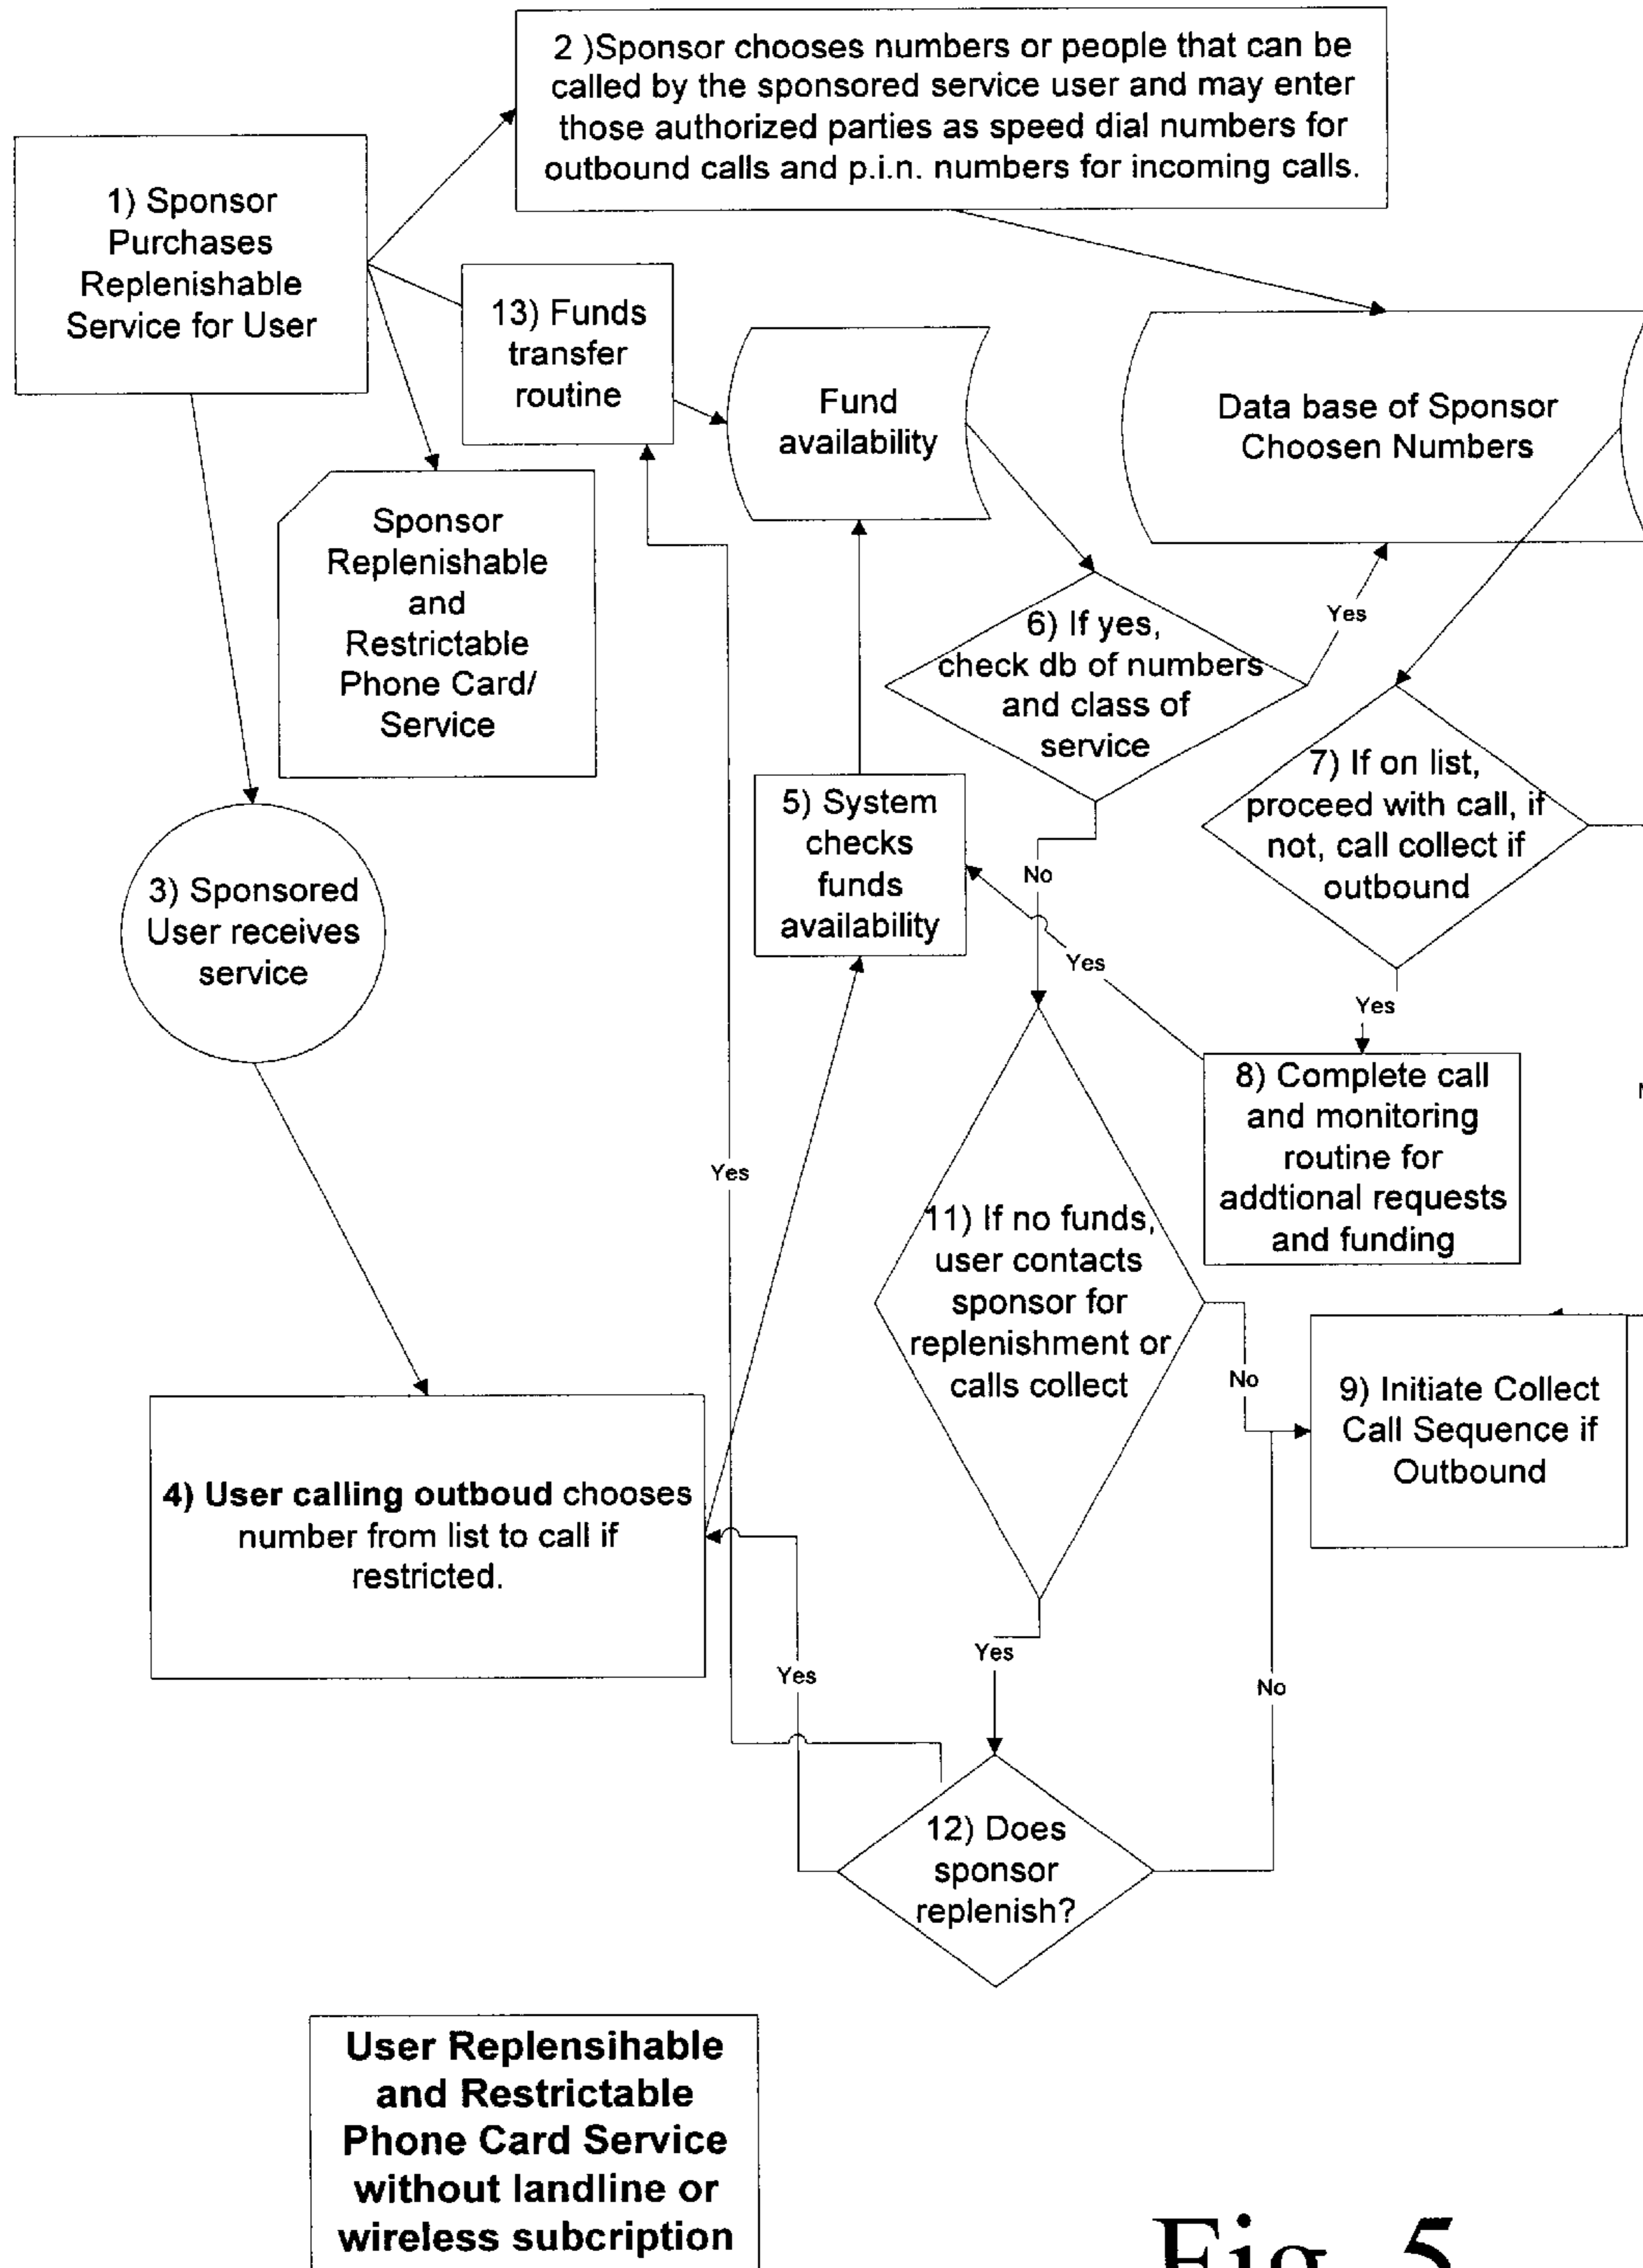 2 )Sponsor chooses numbers or people that can be
called by the sponsored service user and may enter
those authorized parties as speed dial numbers for
outbound calls and p.i.n. numbers for incoming calls.
1) Sponsor
Purchases
Replenishable
Service for User
13) Funds
transfer
routine
Fund
availability
Data base of Sponsor
Choosen Numbers
Sponsor
Replenishable
and
Restrictable
Phone Card/
Service
6) If yes,
check db of numbers
and class of
service
Yes
7) If on list,
proceed with call, if
not, call collect if
outbound
5) System
checks
funds
availability
No
Yes
3) Sponsored
User receives
service
Yes
8) Complete call
and monitoring
routine for
addtional requests
and funding
Yes
11) If no funds,
user contacts
sponsor for
replenishment or
calls collect
No
9) Initiate Collect
Call Sequence if
Outbound
4) User calling outboud chooses
number from list to call if
restricted.
Yes
Yes
No
12) Does
sponsor
replenish?
User Replensihable
and Restrictable
Phone Card Service
without landline or
wireless subcription
Fig. 5